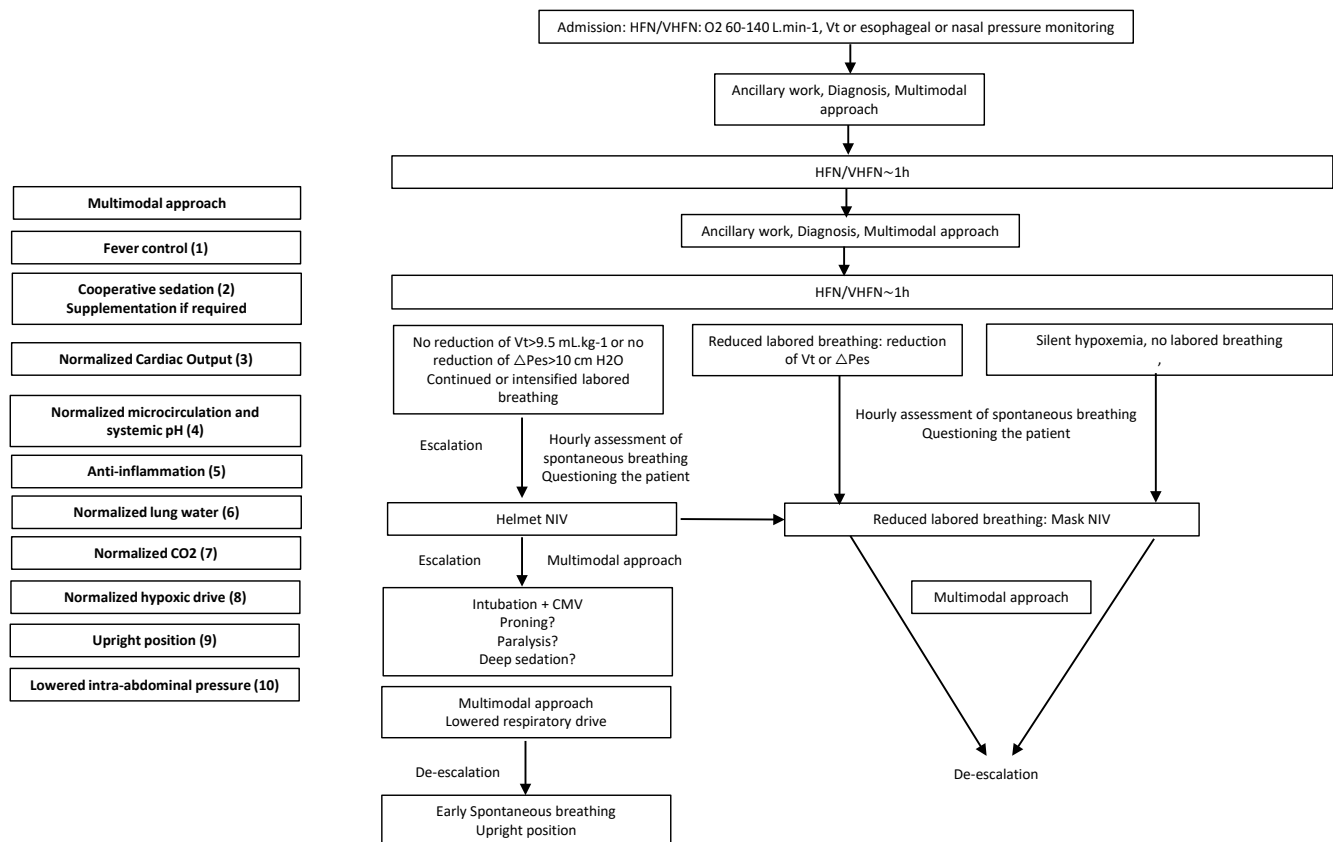 Admission: HFN/VHFN: O2 60-140 L.min-1, Vt or esophageal or nasal pressure monitoring
Ancillary work, Diagnosis, Multimodal
approach
HFN/VHFN∼1h
Ancillary work, Diagnosis, Multimodal approach
HFN/VHFN∼1h
Multimodal approach
Fever control (1)
Cooperative sedation (2)
Supplementation if required
Normalized Cardiac Output (3)
Normalized microcirculation and
systemic pH (4)
Anti-inflammation (5)
Normalized lung water (6)
Normalized CO2 (7)
Normalized hypoxic drive (8)
Upright position (9)
Lowered intra-abdominal pressure (10)
No reduction of Vt>9.5 mL.kg-1 or no
reduction of △Pes>10 cm H2O
Continued or intensified labored
breathing
Reduced labored breathing: reduction
of Vt or △Pes
Silent hypoxemia, no labored breathing
,
Escalation
Hourly assessment of
spontaneous breathing
Questioning the patient
Hourly assessment of spontaneous breathing
Questioning the patient
Helmet NIV
Reduced labored breathing: Mask NIV
Escalation
Multimodal approach
Intubation + CMV
Proning?
Paralysis?
Deep sedation?
Multimodal approach
Multimodal approach
Lowered respiratory drive
De-escalation
De-escalation
Early Spontaneous breathing
Upright position